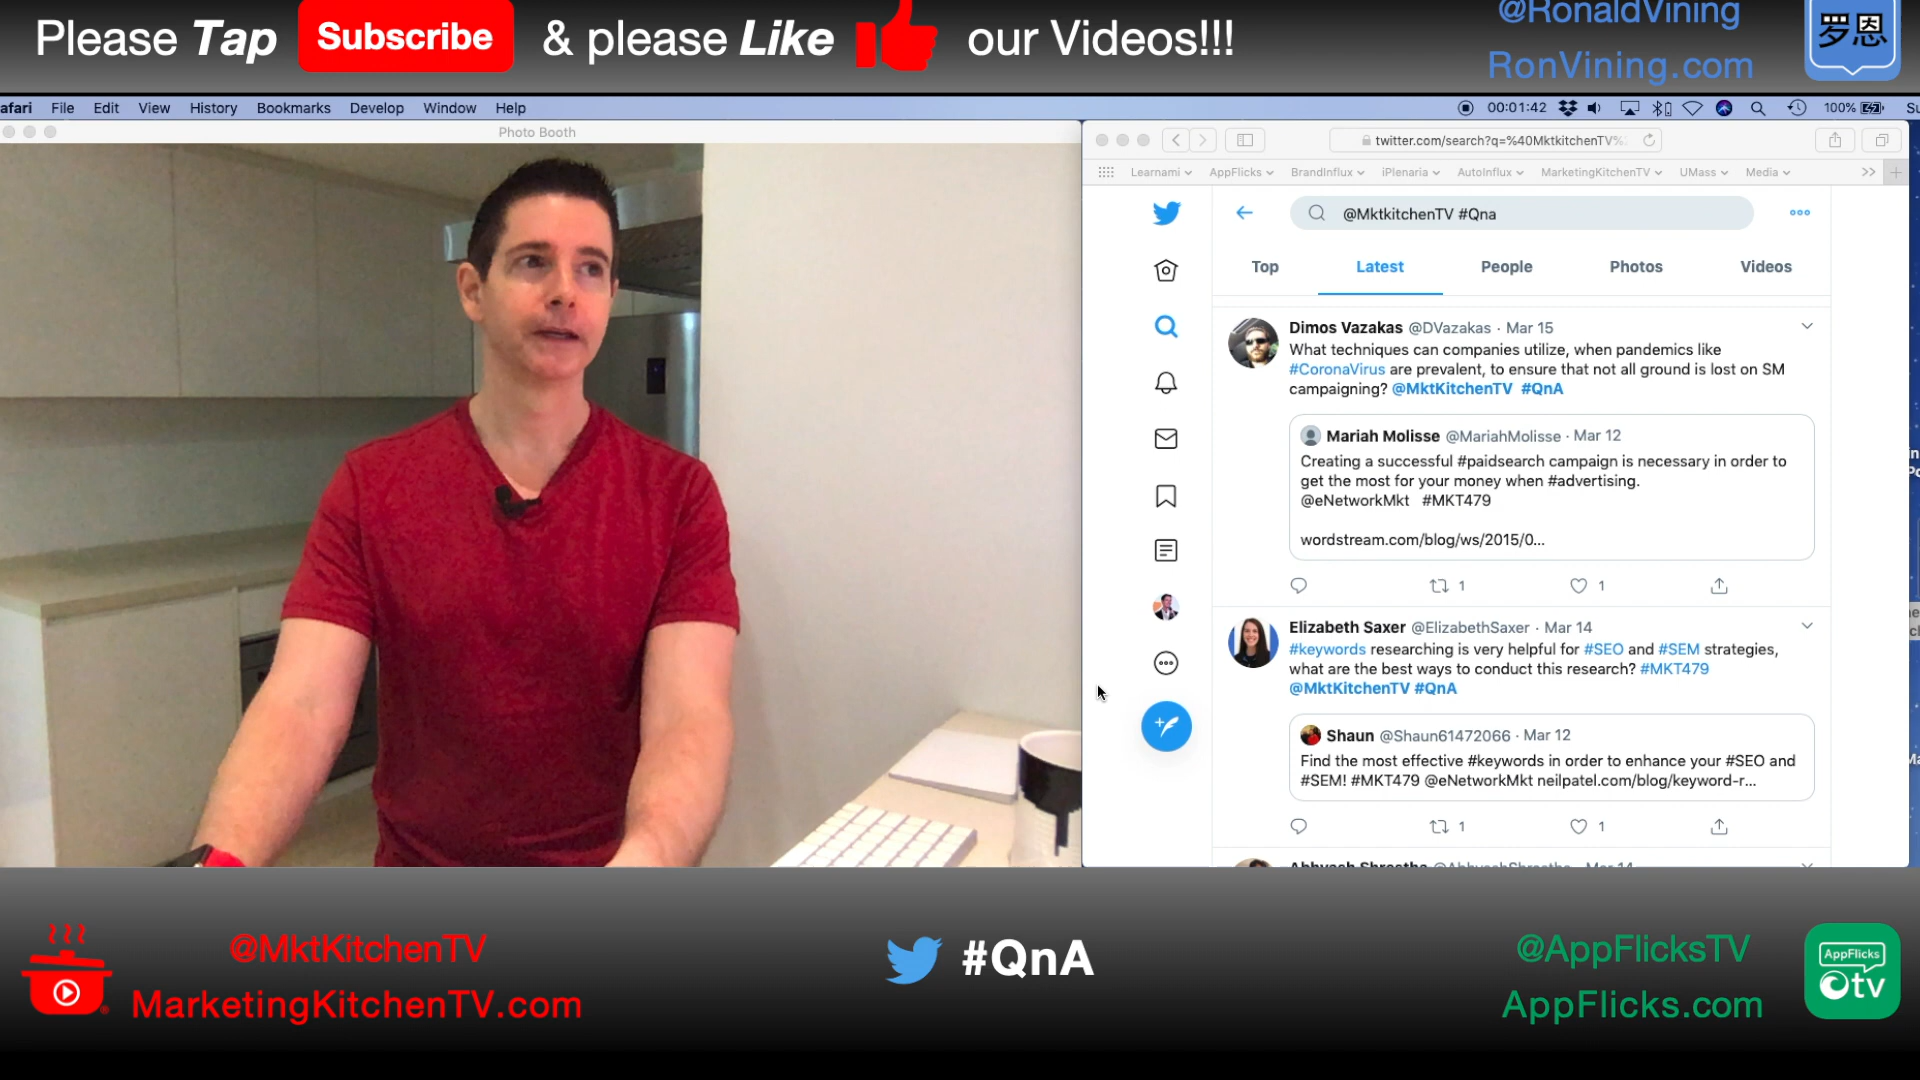 Please Tap Subscribe & please Like our Videos!!!
@RonaldVining
RonVining.com
罗恩
afari File Edit View History Bookmarks Develop Window Help
00:01:42 100% Su
Photo Booth
twitter.com/search?q=%40MktkitchenTV%
Learnami AppFlicks BrandInflux iPlenaria AutoInflux MarketingKitchenTV UMass Media >>
@MktkitchenTV #Qna
Top Latest People Photos Videos
Dimos Vazakas @DVazakas · Mar 15
What techniques can companies utilize, when pandemics like
#CoronaVirus are prevalent, to ensure that not all ground is lost on SM
campaigning? @MktKitchenTV #QnA
Mariah Molisse @MariahMolisse · Mar 12
Creating a successful #paidsearch campaign is necessary in order to
get the most for your money when #advertising.
@eNetworkMkt #MKT479
wordstream.com/blog/ws/2015/0...
1 1
Elizabeth Saxer @ElizabethSaxer · Mar 14
#keywords researching is very helpful for #SEO and #SEM strategies,
what are the best ways to conduct this research? #MKT479
@MktKitchenTV #QnA
Shaun @Shaun61472066 · Mar 12
Find the most effective #keywords in order to enhance your #SEO and
#SEM! #MKT479 @eNetworkMkt neilpatel.com/blog/keyword-r...
1 1
@MktKitchenTV
MarketingKitchenTV.com
#QnA
@AppFlicksTV
AppFlicks.com
AppFlicks
tv